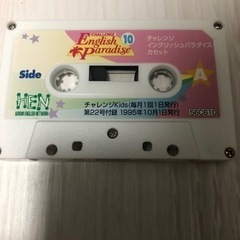 English Paradise 10
チャレンジ
イングリッシュパラダイス
カセット
Side
A
チャレンジKids(毎月1回1日発行)
第22号付録 1995年10月1日発行